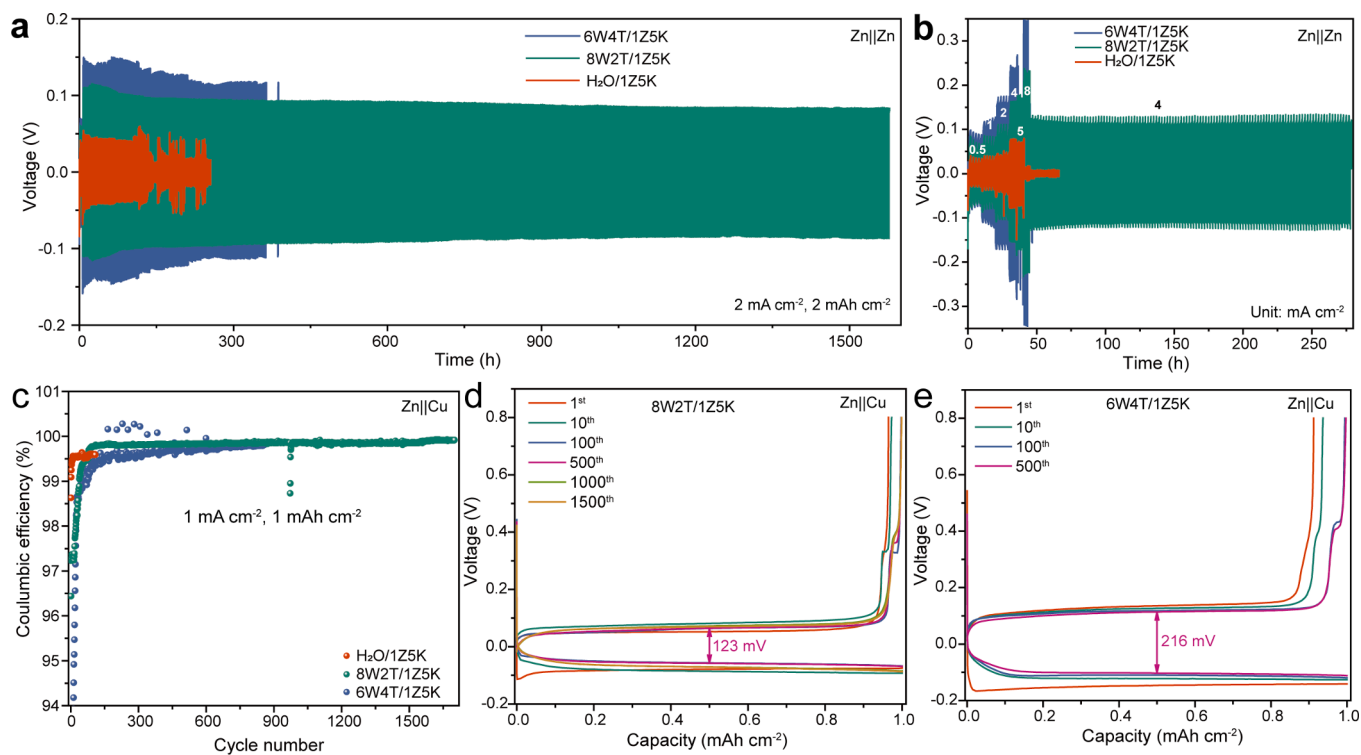 a
Zn||Zn
6W4T/1Z5K
8W2T/1Z5K
H₂O/1Z5K
0.2
0.1
0.0
-0.1
-0.2
Voltage (V)
2 mA cm⁻², 2 mAh cm⁻²
0 300 600 900 1200 1500
Time (h)
b
Zn||Zn
6W4T/1Z5K
8W2T/1Z5K
H₂O/1Z5K
0.3
0.2
0.1
0.0
-0.1
-0.2
-0.3
Voltage (V)
0.5 1 2 4 5 8 4
Unit: mA cm⁻²
0 50 100 150 200 250
Time (h)
c
Zn||Cu
101
100
99
98
97
96
95
94
Coulumbic efficiency (%)
1 mA cm⁻², 1 mAh cm⁻²
H₂O/1Z5K
8W2T/1Z5K
6W4T/1Z5K
0 300 600 900 1200 1500
Cycle number
d
8W2T/1Z5K
Zn||Cu
1st
10th
100th
500th
1000th
1500th
0.8
0.6
0.4
0.2
0.0
-0.2
Voltage (V)
123 mV
0.0 0.2 0.4 0.6 0.8 1.0
Capacity (mAh cm⁻²)
e
6W4T/1Z5K
Zn||Cu
1st
10th
100th
500th
0.8
0.6
0.4
0.2
0.0
-0.2
Voltage (V)
216 mV
0.0 0.2 0.4 0.6 0.8 1.0
Capacity (mAh cm⁻²)